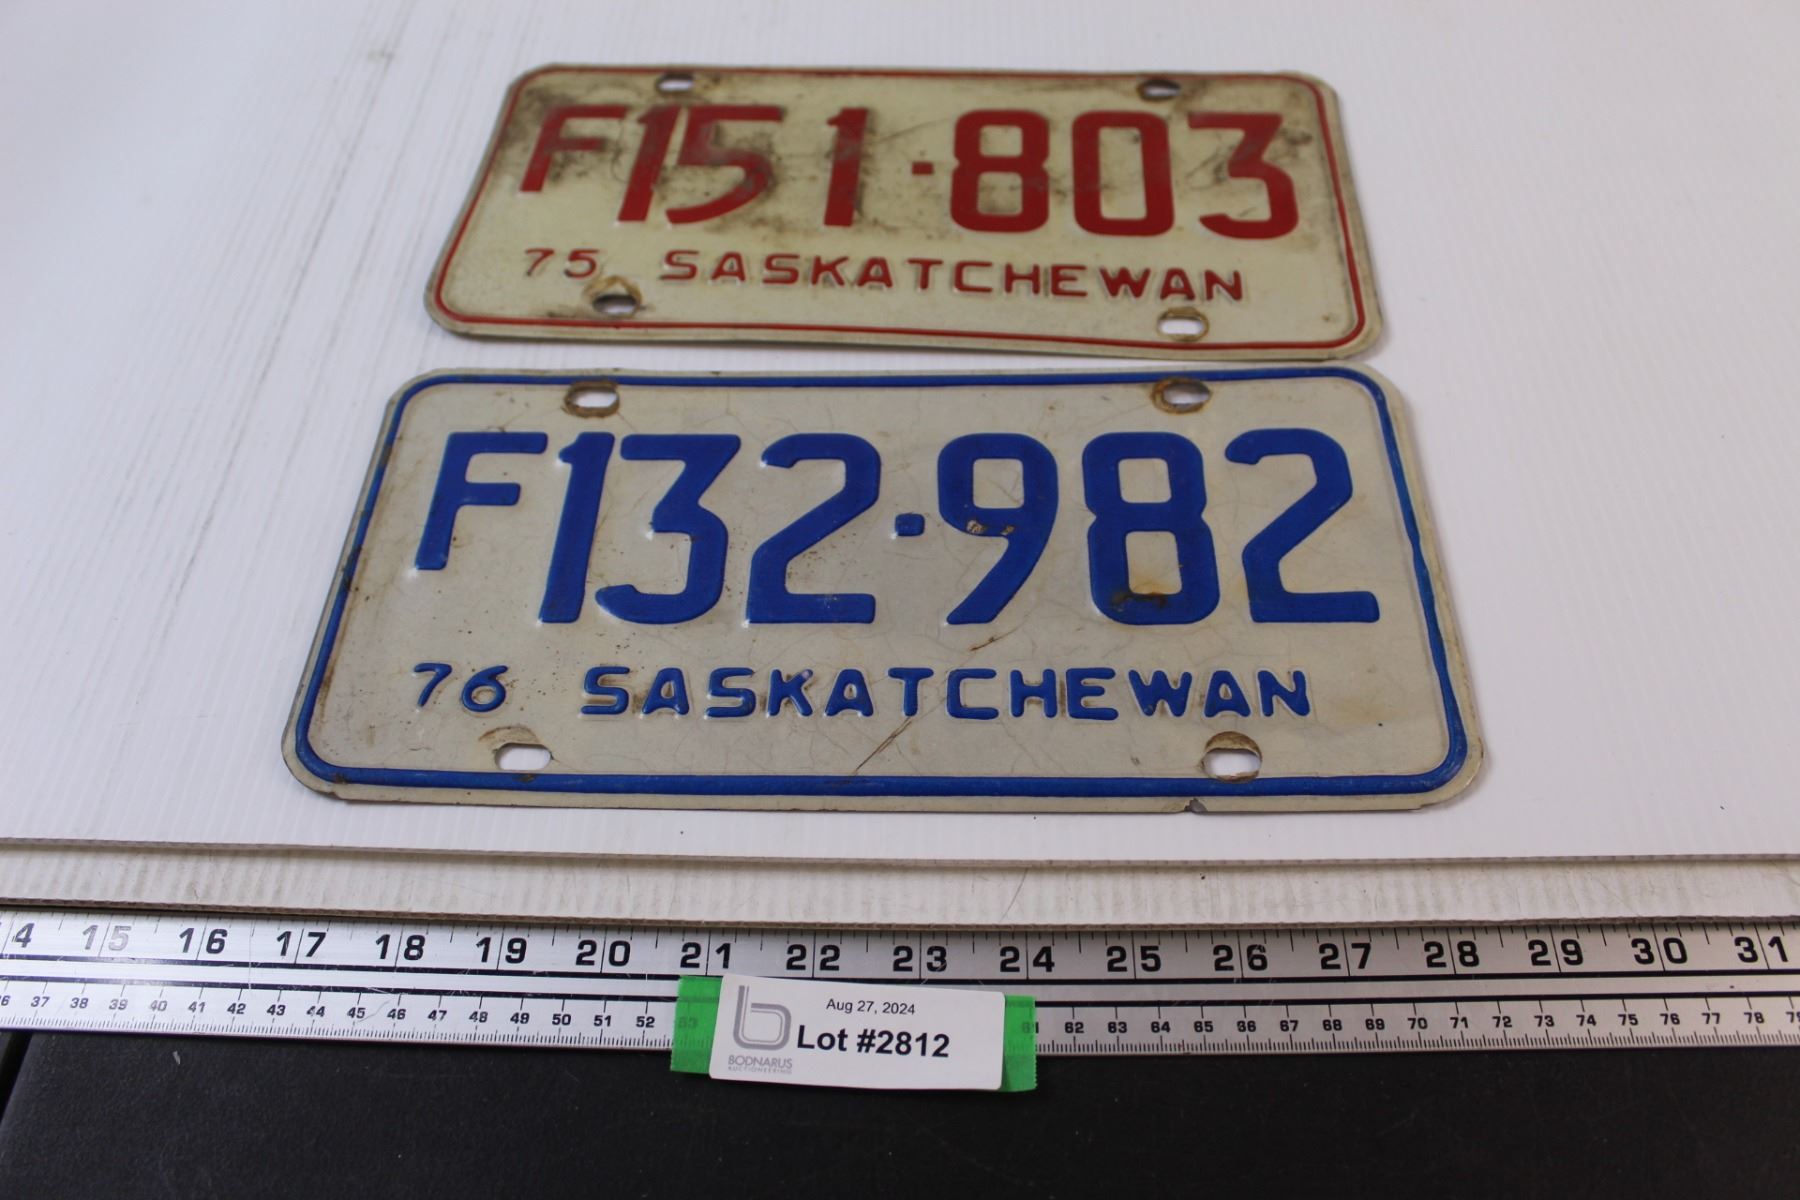 F151·803
75 SASKATCHEWAN
F132·982
76 SASKATCHEWAN
4 15 16 17 18 19 20 21 22 23 24 25 26 27 28 29 30 31
37 38 39 40 41 42 43 44 45 46 47 48 49 50 51 52 53 61 62 63 64 65 66 67 68 69 70 71 72 73 74 75 76 77 78
Aug 27, 2024
Lot #2812
BODNARUS
AUCTIONEERING